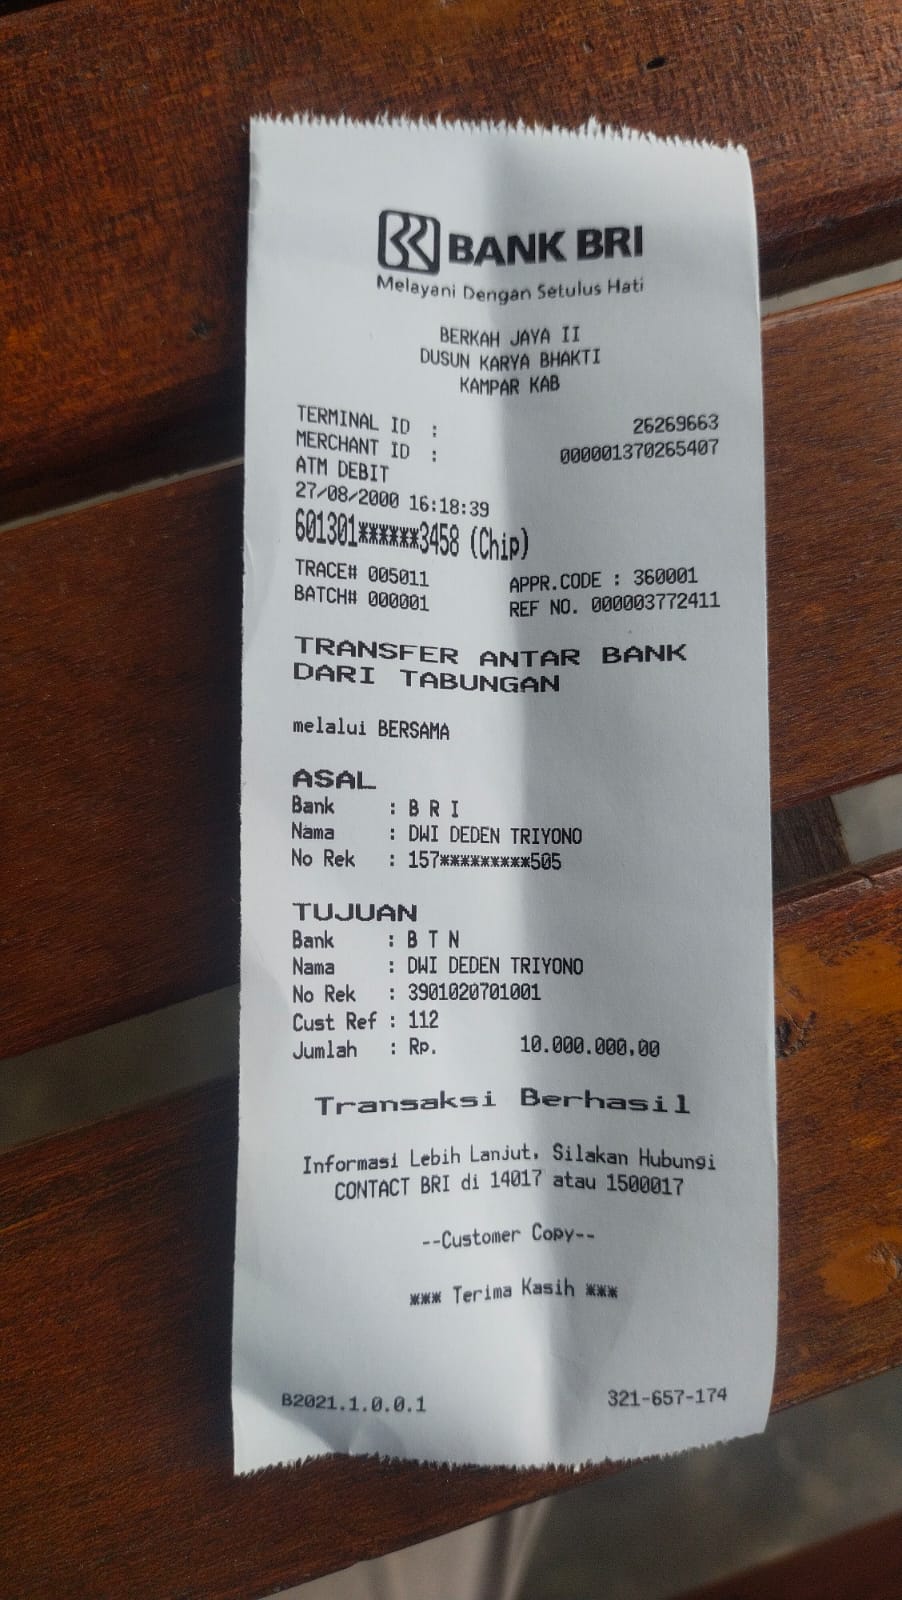 BANK BRI
Melayani Dengan Setulus Hati
BERKAH JAYA II
DUSUN KARYA BHAKTI
KAMPAR KAB
TERMINAL ID : 26269663
MERCHANT ID : 000001370265407
ATM DEBIT
27/08/2000 16:18:39
601301******3458 (Chip)
TRACE# 005011 APPR.CODE : 360001
BATCH# 000001 REF NO. 000003772411
TRANSFER ANTAR BANK
DARI TABUNGAN
melalui BERSAMA
ASAL
Bank : B R I
Nama : DWI DEDEN TRIYONO
No Rek : 157*********505
TUJUAN
Bank : B T N
Nama : DWI DEDEN TRIYONO
No Rek : 3901020701001
Cust Ref : 112
Jumlah : Rp. 10.000.000,00
Transaksi Berhasil
Informasi Lebih Lanjut, Silakan Hubungi
CONTACT BRI di 14017 atau 1500017
--Customer Copy--
*** Terima Kasih ***
B2021.1.0.0.1 321-657-174